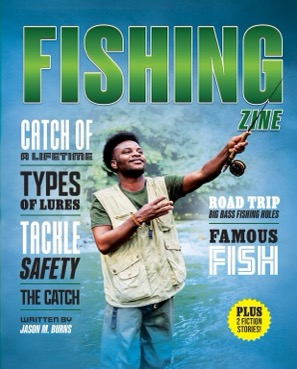 FISHING
ZINE
CATCH OF
A LIFETIME
TYPES
OF LURES
TACKLE
SAFETY
THE CATCH
WRITTEN BY
JASON M. BURNS
ROAD TRIP
BIG BASS FISHING HOLES
FAMOUS
FISH
PLUS
2 FICTION
STORIES!